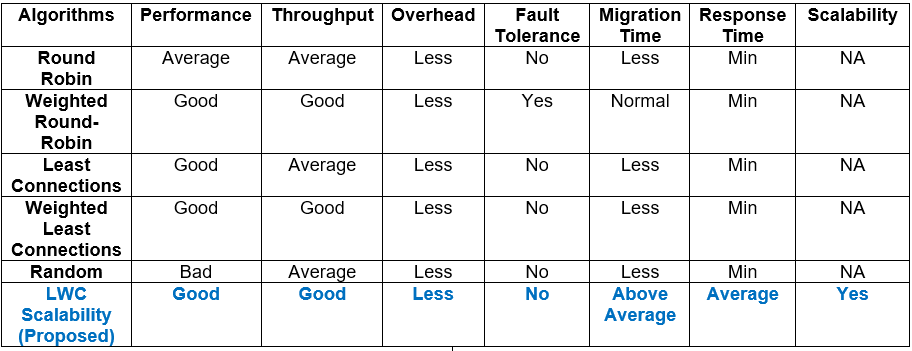 Algorithms Performance Throughput Overhead Fault Tolerance Migration Time Response Time Scalability
Round Robin Average Average Less No Less Min NA
Weighted Round-Robin Good Good Less Yes Normal Min NA
Least Connections Good Average Less No Less Min NA
Weighted Least Connections Good Good Less No Less Min NA
Random Bad Average Less No Less Min NA
LWC Scalability (Proposed) Good Good Less No Above Average Average Yes